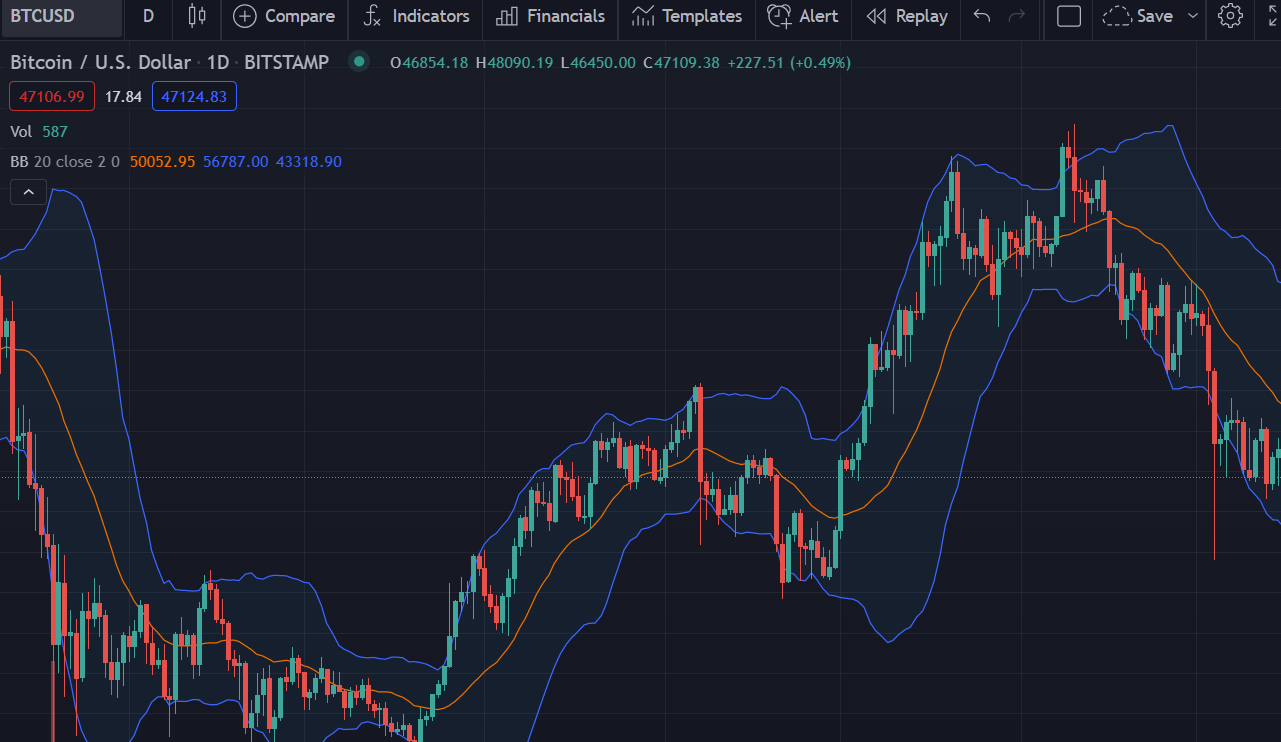 BTCUSD D Compare Indicators Financials Templates Alert Replay Save
Bitcoin / U.S. Dollar · 1D · BITSTAMP O46854.18 H48090.19 L46450.00 C47109.38 +227.51 (+0.49%)
47106.99 17.84 47124.83
Vol 587
BB 20 close 2 0 50052.95 56787.00 43318.90